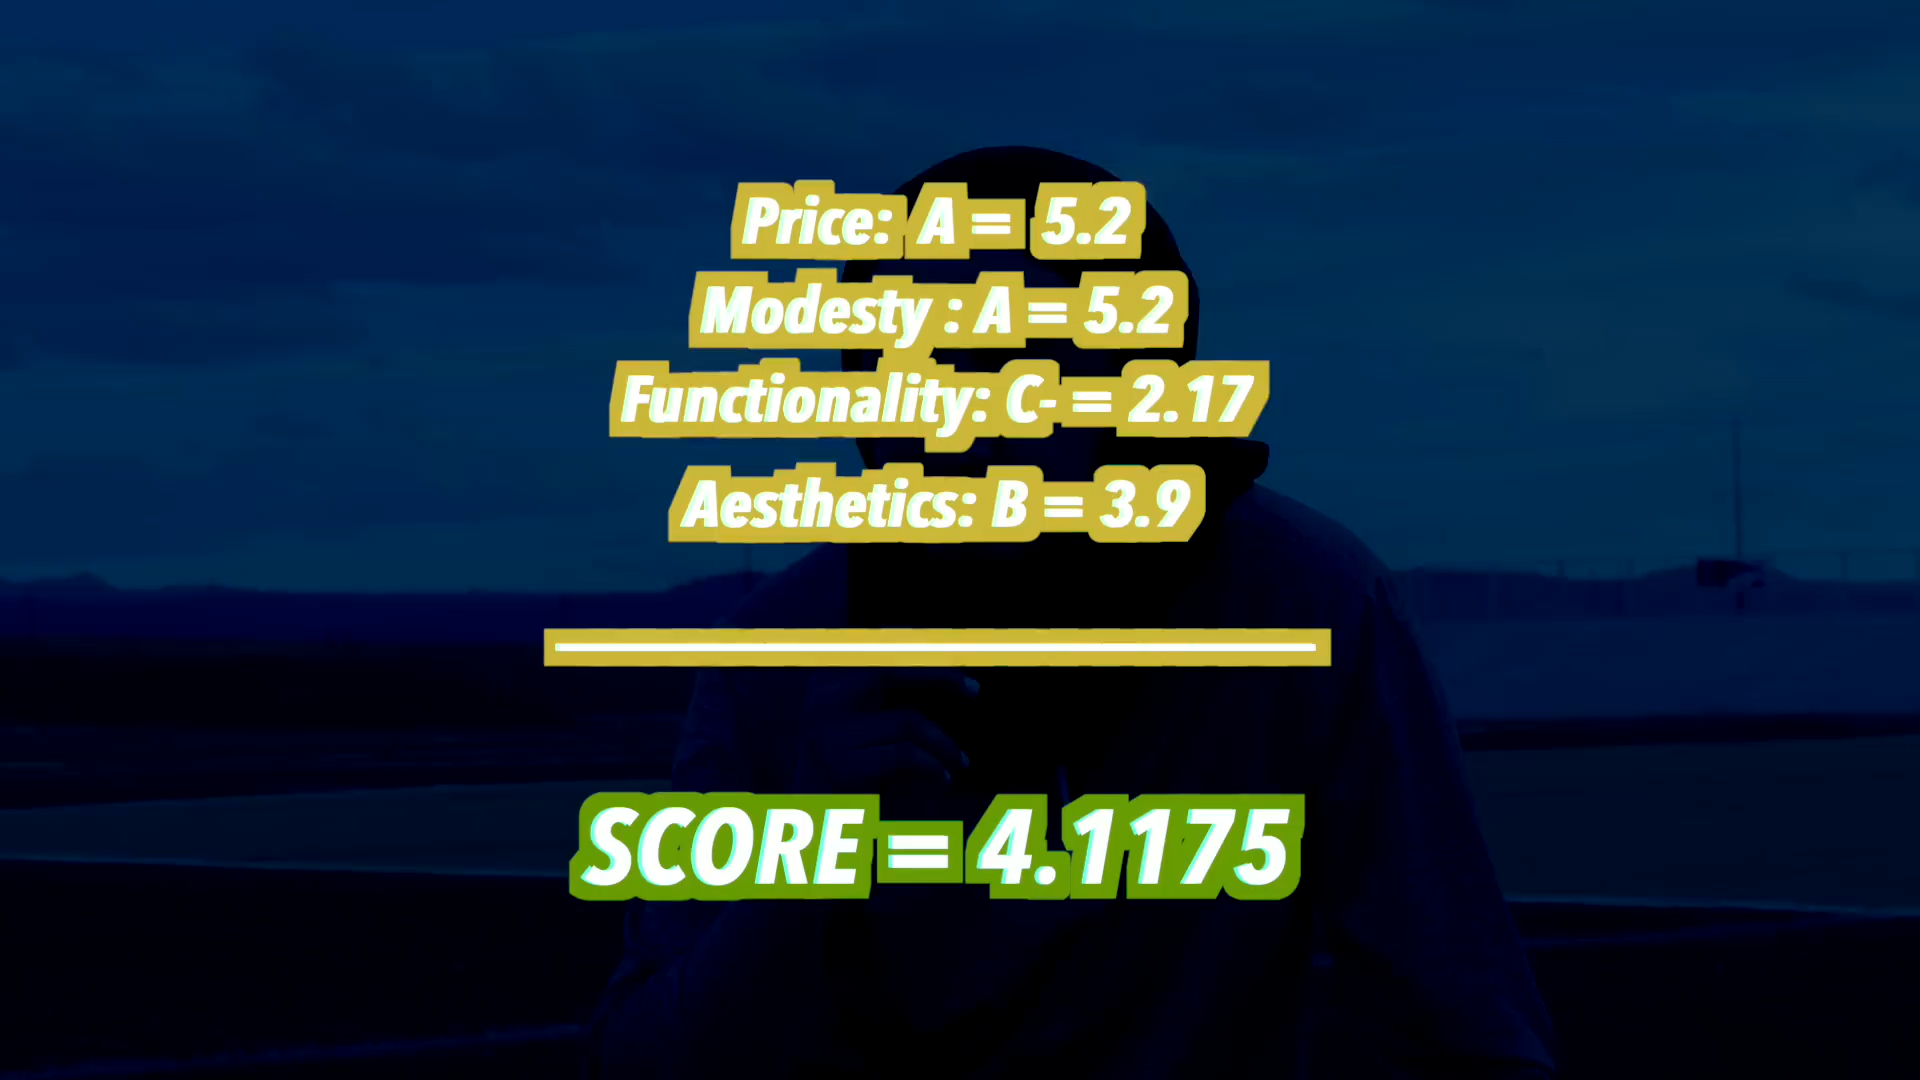 Price: A = 5.2
Modesty : A = 5.2
Functionality: C- = 2.17
Aesthetics: B = 3.9
SCORE = 4.1175